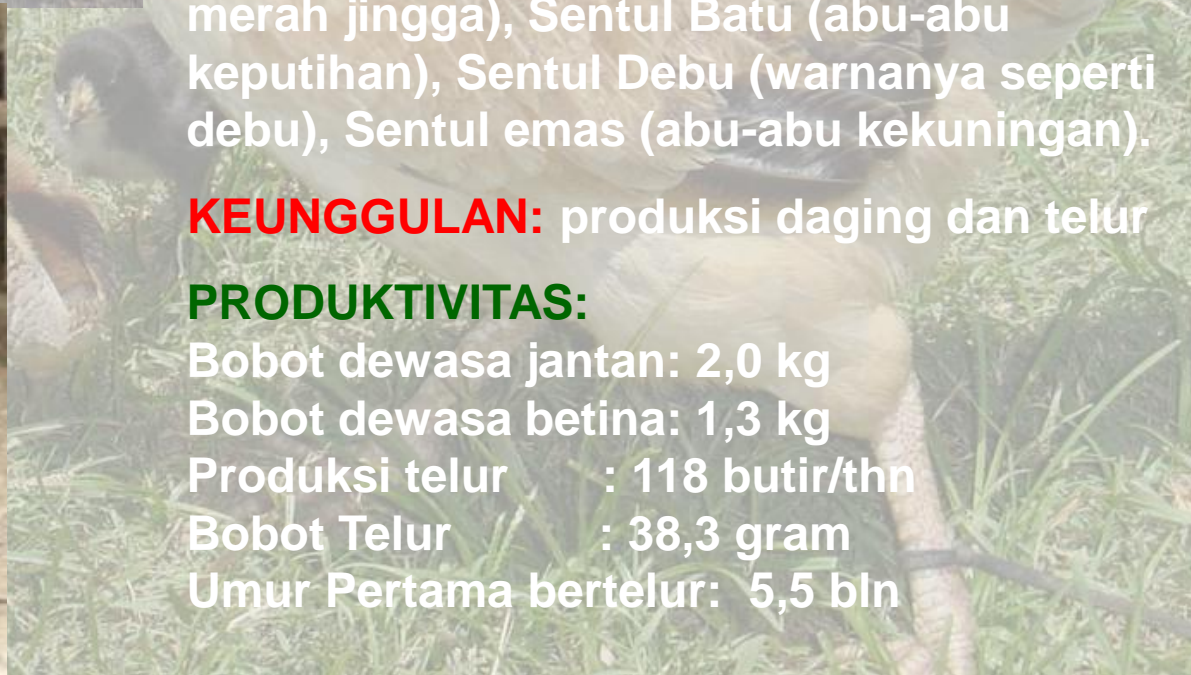 merah jingga), Sentul Batu (abu-abu
keputihan), Sentul Debu (warnanya seperti
debu), Sentul emas (abu-abu kekuningan).
KEUNGGULAN: produksi daging dan telur
PRODUKTIVITAS:
Bobot dewasa jantan: 2,0 kg
Bobot dewasa betina: 1,3 kg
Produksi telur : 118 butir/thn
Bobot Telur : 38,3 gram
Umur Pertama bertelur: 5,5 bln